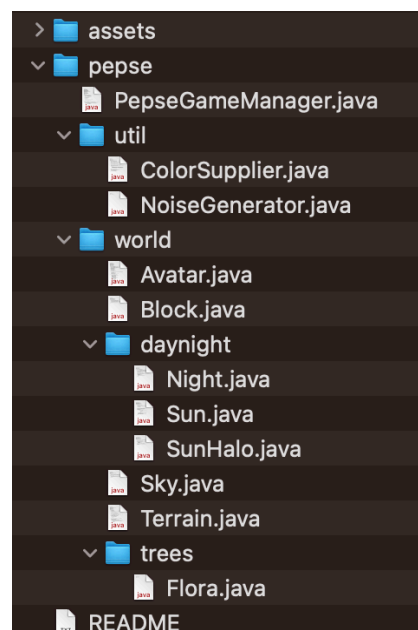 assets
pepse
PepseGameManager.java
util
ColorSupplier.java
NoiseGenerator.java
world
Avatar.java
Block.java
daynight
Night.java
Sun.java
SunHalo.java
Sky.java
Terrain.java
trees
Flora.java
README